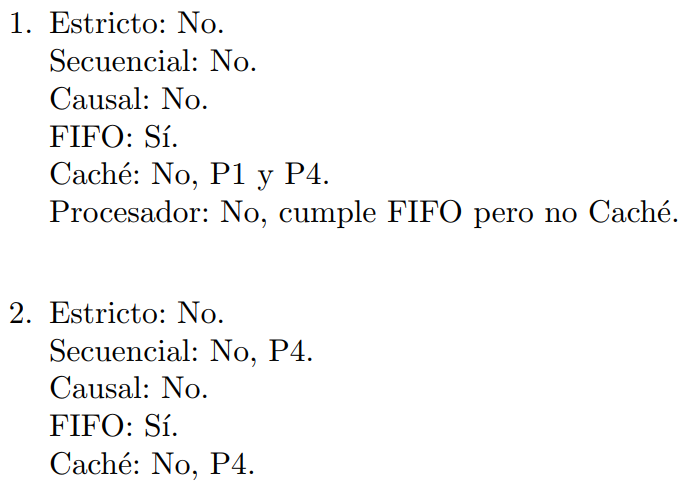 1. Estricto: No.
Secuencial: No.
Causal: No.
FIFO: Sí.
Caché: No, P1 y P4.
Procesador: No, cumple FIFO pero no Caché.
2. Estricto: No.
Secuencial: No, P4.
Causal: No.
FIFO: Sí.
Caché: No, P4.